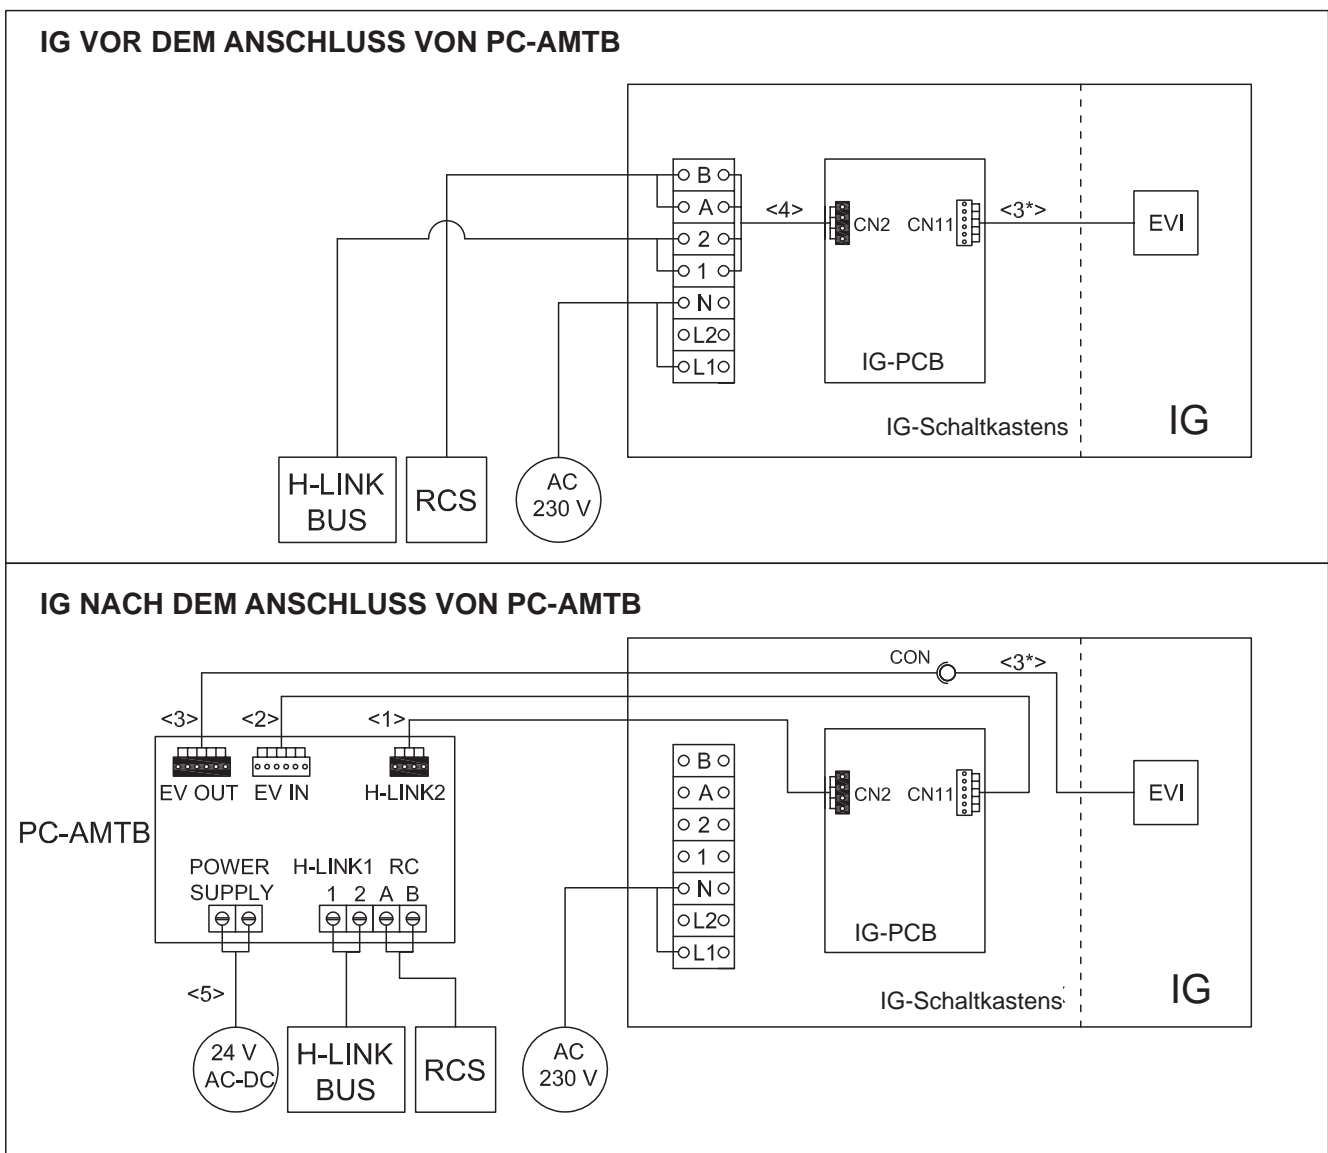 IG VOR DEM ANSCHLUSS VON PC-AMTB
B
A
2
1
N
L2
L1
<4>
CN2
CN11
<3*>
EVI
IG-PCB
IG-Schaltkastens
IG
H-LINK
BUS
RCS
AC
230 V
IG NACH DEM ANSCHLUSS VON PC-AMTB
CON
<3*>
<3>
<2>
<1>
EV OUT
EV IN
H-LINK2
PC-AMTB
POWER
SUPPLY
H-LINK1
RC
1 2 A B
B
A
2
1
N
L2
L1
CN2
CN11
EVI
IG-PCB
IG-Schaltkastens
IG
<5>
24 V
AC-DC
H-LINK
BUS
RCS
AC
230 V